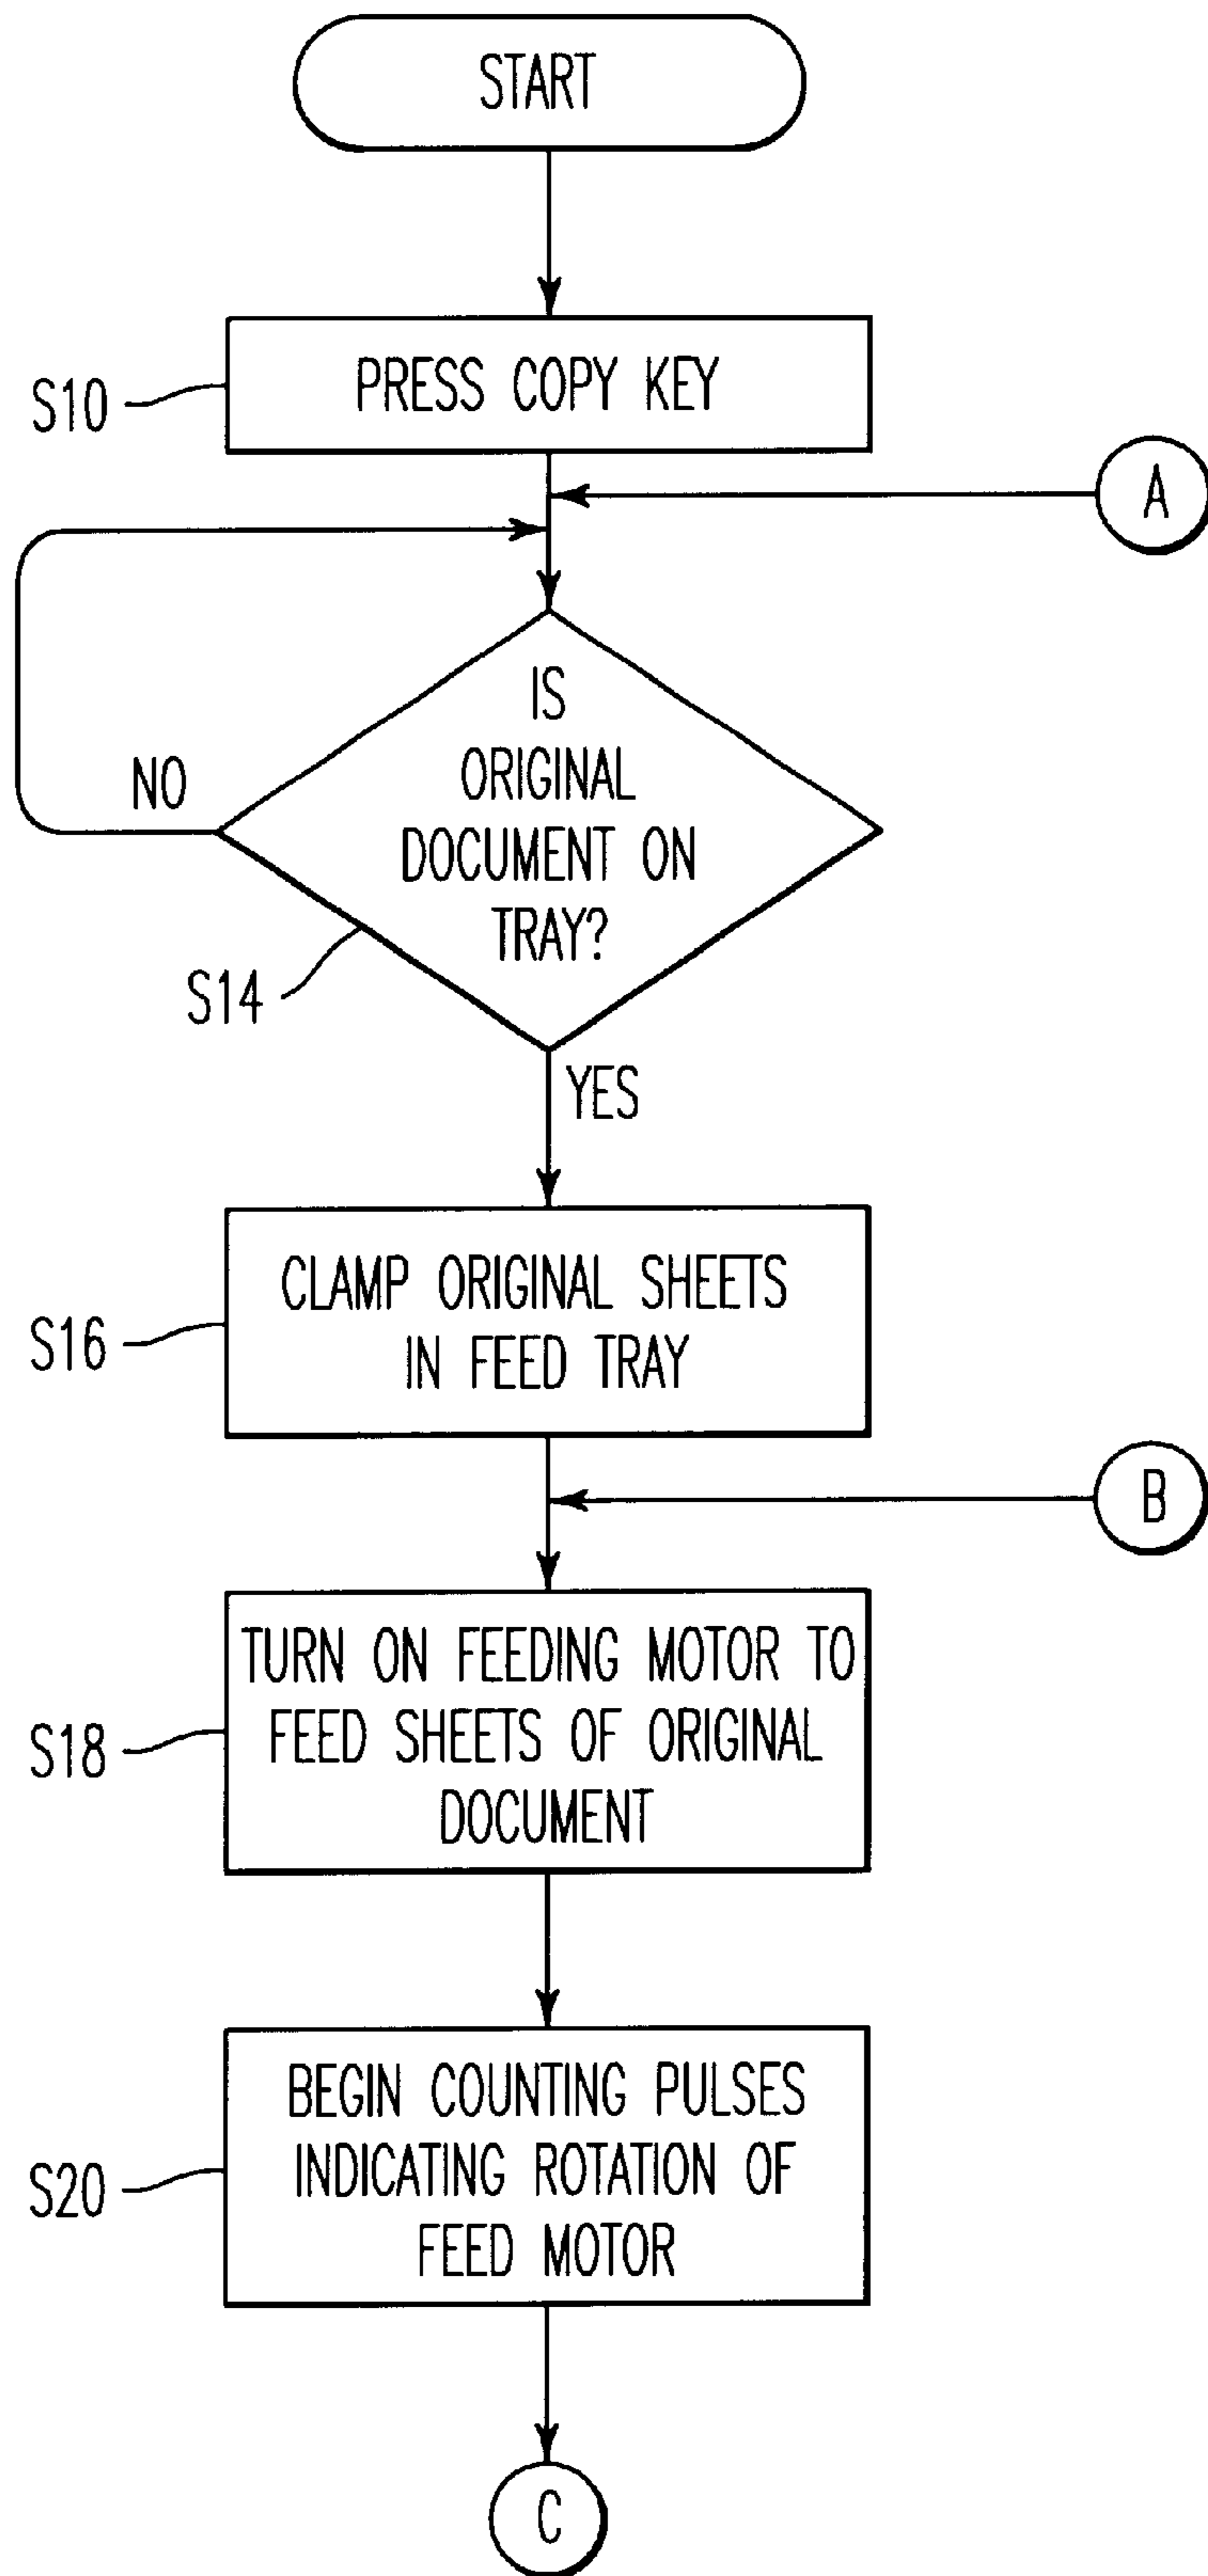 START
S10
PRESS COPY KEY
A
NO
IS
ORIGINAL
DOCUMENT ON
TRAY?
S14
YES
S16
CLAMP ORIGINAL SHEETS
IN FEED TRAY
B
S18
TURN ON FEEDING MOTOR TO
FEED SHEETS OF ORIGINAL
DOCUMENT
S20
BEGIN COUNTING PULSES
INDICATING ROTATION OF
FEED MOTOR
C